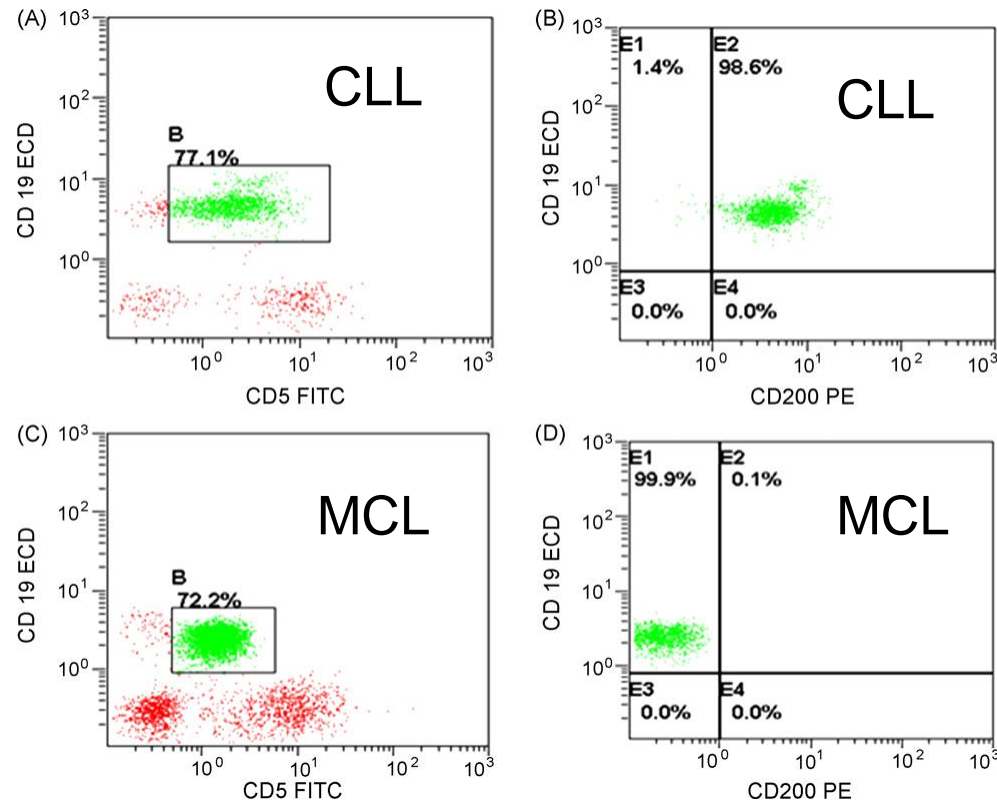 (A)
10³
10²
10¹
10⁰
CD 19 ECD
CLL
B
77.1%
10⁰ 10¹ 10² 10³
CD5 FITC
(B)
10³
10²
10¹
10⁰
CD 19 ECD
E1 E2
1.4% 98.6%
CLL
E3 E4
0.0% 0.0%
10⁰ 10¹ 10² 10³
CD200 PE
(C)
10³
10²
10¹
10⁰
CD 19 ECD
MCL
B
72.2%
10⁰ 10¹ 10² 10³
CD5 FITC
(D)
10³
10²
10¹
10⁰
CD 19 ECD
E1 E2
99.9% 0.1%
MCL
E3 E4
0.0% 0.0%
10⁰ 10¹ 10² 10³
CD200 PE